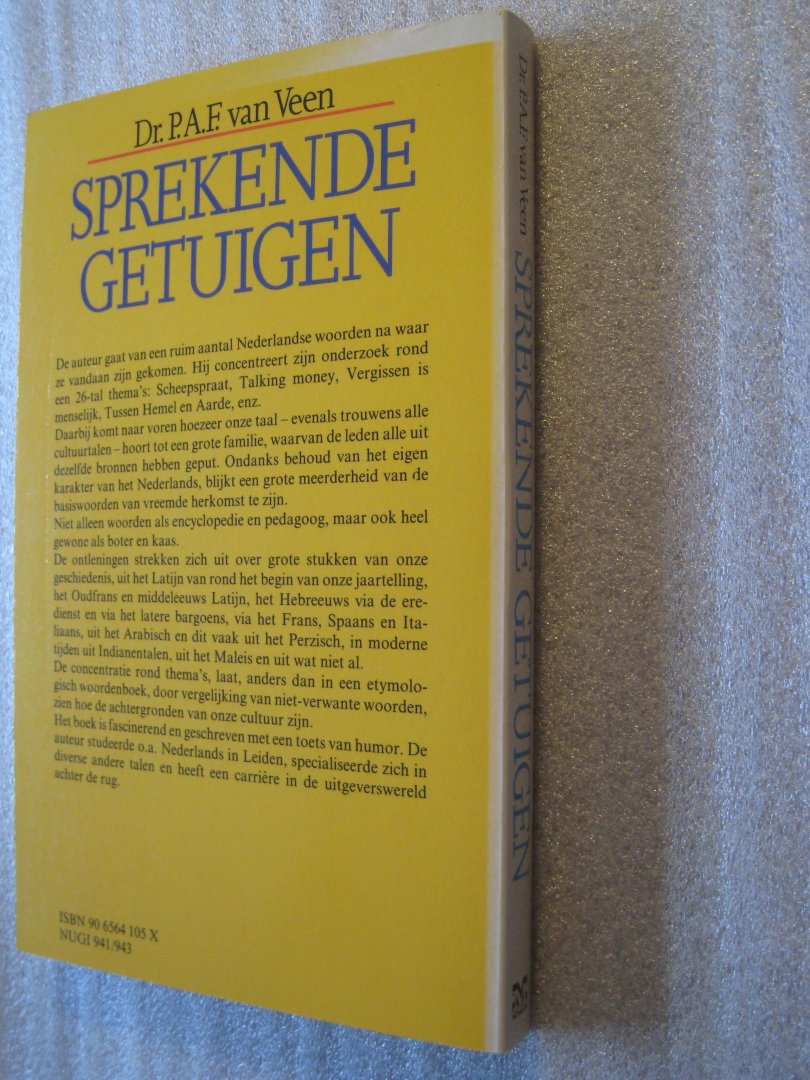 Dr. P.A.F. van Veen
SPREKENDE
GETUIGEN
De auteur gaat van een ruim aantal Nederlandse woorden na waar
ze vandaan zijn gekomen. Hij concentreert zijn onderzoek rond
een 26-tal thema's: Scheepspraat, Talking money, Vergissen is
menselijk, Tussen Hemel en Aarde, enz.
Daarbij komt naar voren hoezeer onze taal – evenals trouwens alle
cultuurtalen – hoort tot een grote familie, waarvan de leden alle uit
dezelfde bronnen hebben geput. Ondanks behoud van het eigen
karakter van het Nederlands, blijkt een grote meerderheid van de
basiswoorden van vreemde herkomst te zijn.
Niet alleen woorden als encyclopedie en pedagoog, maar ook heel
gewone als boter en kaas.
De ontleningen strekken zich uit over grote stukken van onze
geschiedenis, uit het Latijn van rond het begin van onze jaartelling,
het Oudfrans en middeleeuws Latijn, het Hebreeuws via de ere-
dienst en via het latere bargoens, via het Frans, Spaans en Ita-
liaans, uit het Arabisch en dit vaak uit het Perzisch, in moderne
tijden uit Indianentalen, uit het Maleis en uit wat niet al.
De concentratie rond thema's, laat, anders dan in een etymolo-
gisch woordenboek, door vergelijking van niet-verwante woorden,
zien hoe de achtergronden van onze cultuur zijn.
Het boek is fascinerend en geschreven met een toets van humor. De
auteur studeerde o.a. Nederlands in Leiden, specialiseerde zich in
diverse andere talen en heeft een carrière in de uitgeverswereld
achter de rug.
ISBN 90 6564 105 X
NUGI 941/943
Dr. P.A.F. van Veen SPREKENDE GETUIGEN